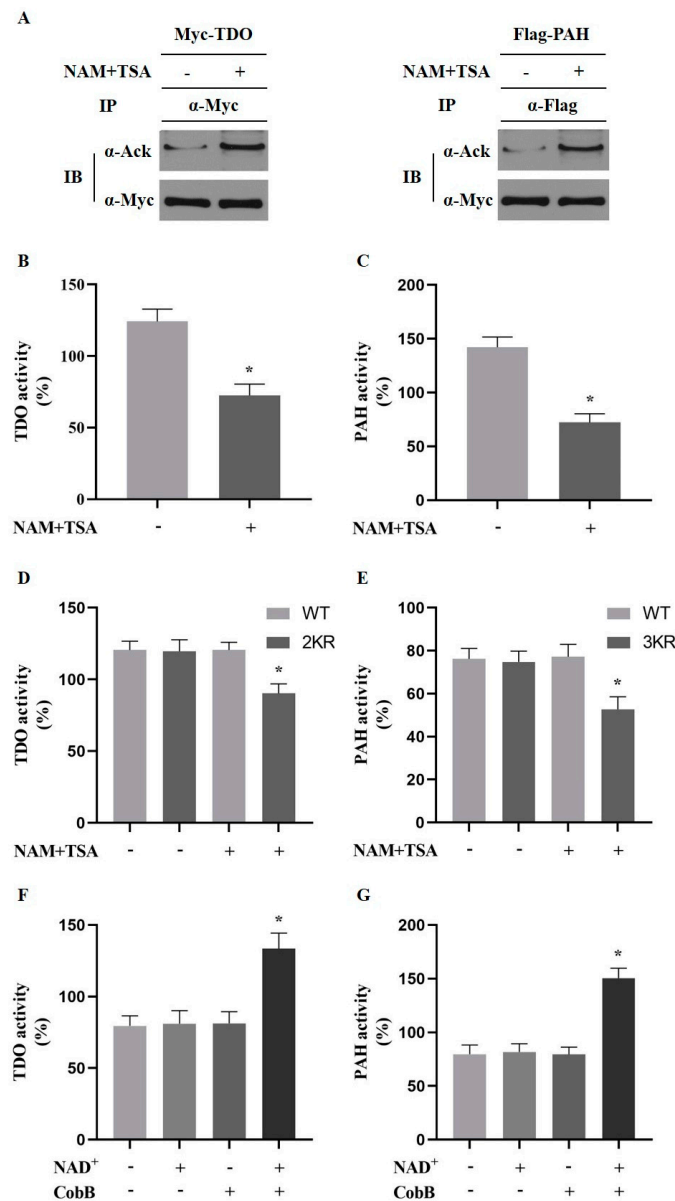 A
Myc-TDO
NAM+TSA - +
IP α-Myc
α-Ack
IB
α-Myc
Flag-PAH
NAM+TSA - +
IP α-Flag
α-Ack
IB
α-Myc
B
TDO activity
(%)
150
100
50
0
NAM+TSA - +
*
C
PAH activity
(%)
200
150
100
50
0
NAM+TSA - +
*
D
TDO activity
(%)
150
100
50
0
WT
2KR
*
NAM+TSA - - + +
E
PAH activity
(%)
100
80
60
40
20
0
WT
3KR
*
NAM+TSA - - + +
F
TDO activity
(%)
150
100
50
0
*
NAD⁺ - + - +
CobB - - + +
G
PAH activity
(%)
200
150
100
50
0
*
NAD⁺ - + - +
CobB - - + +